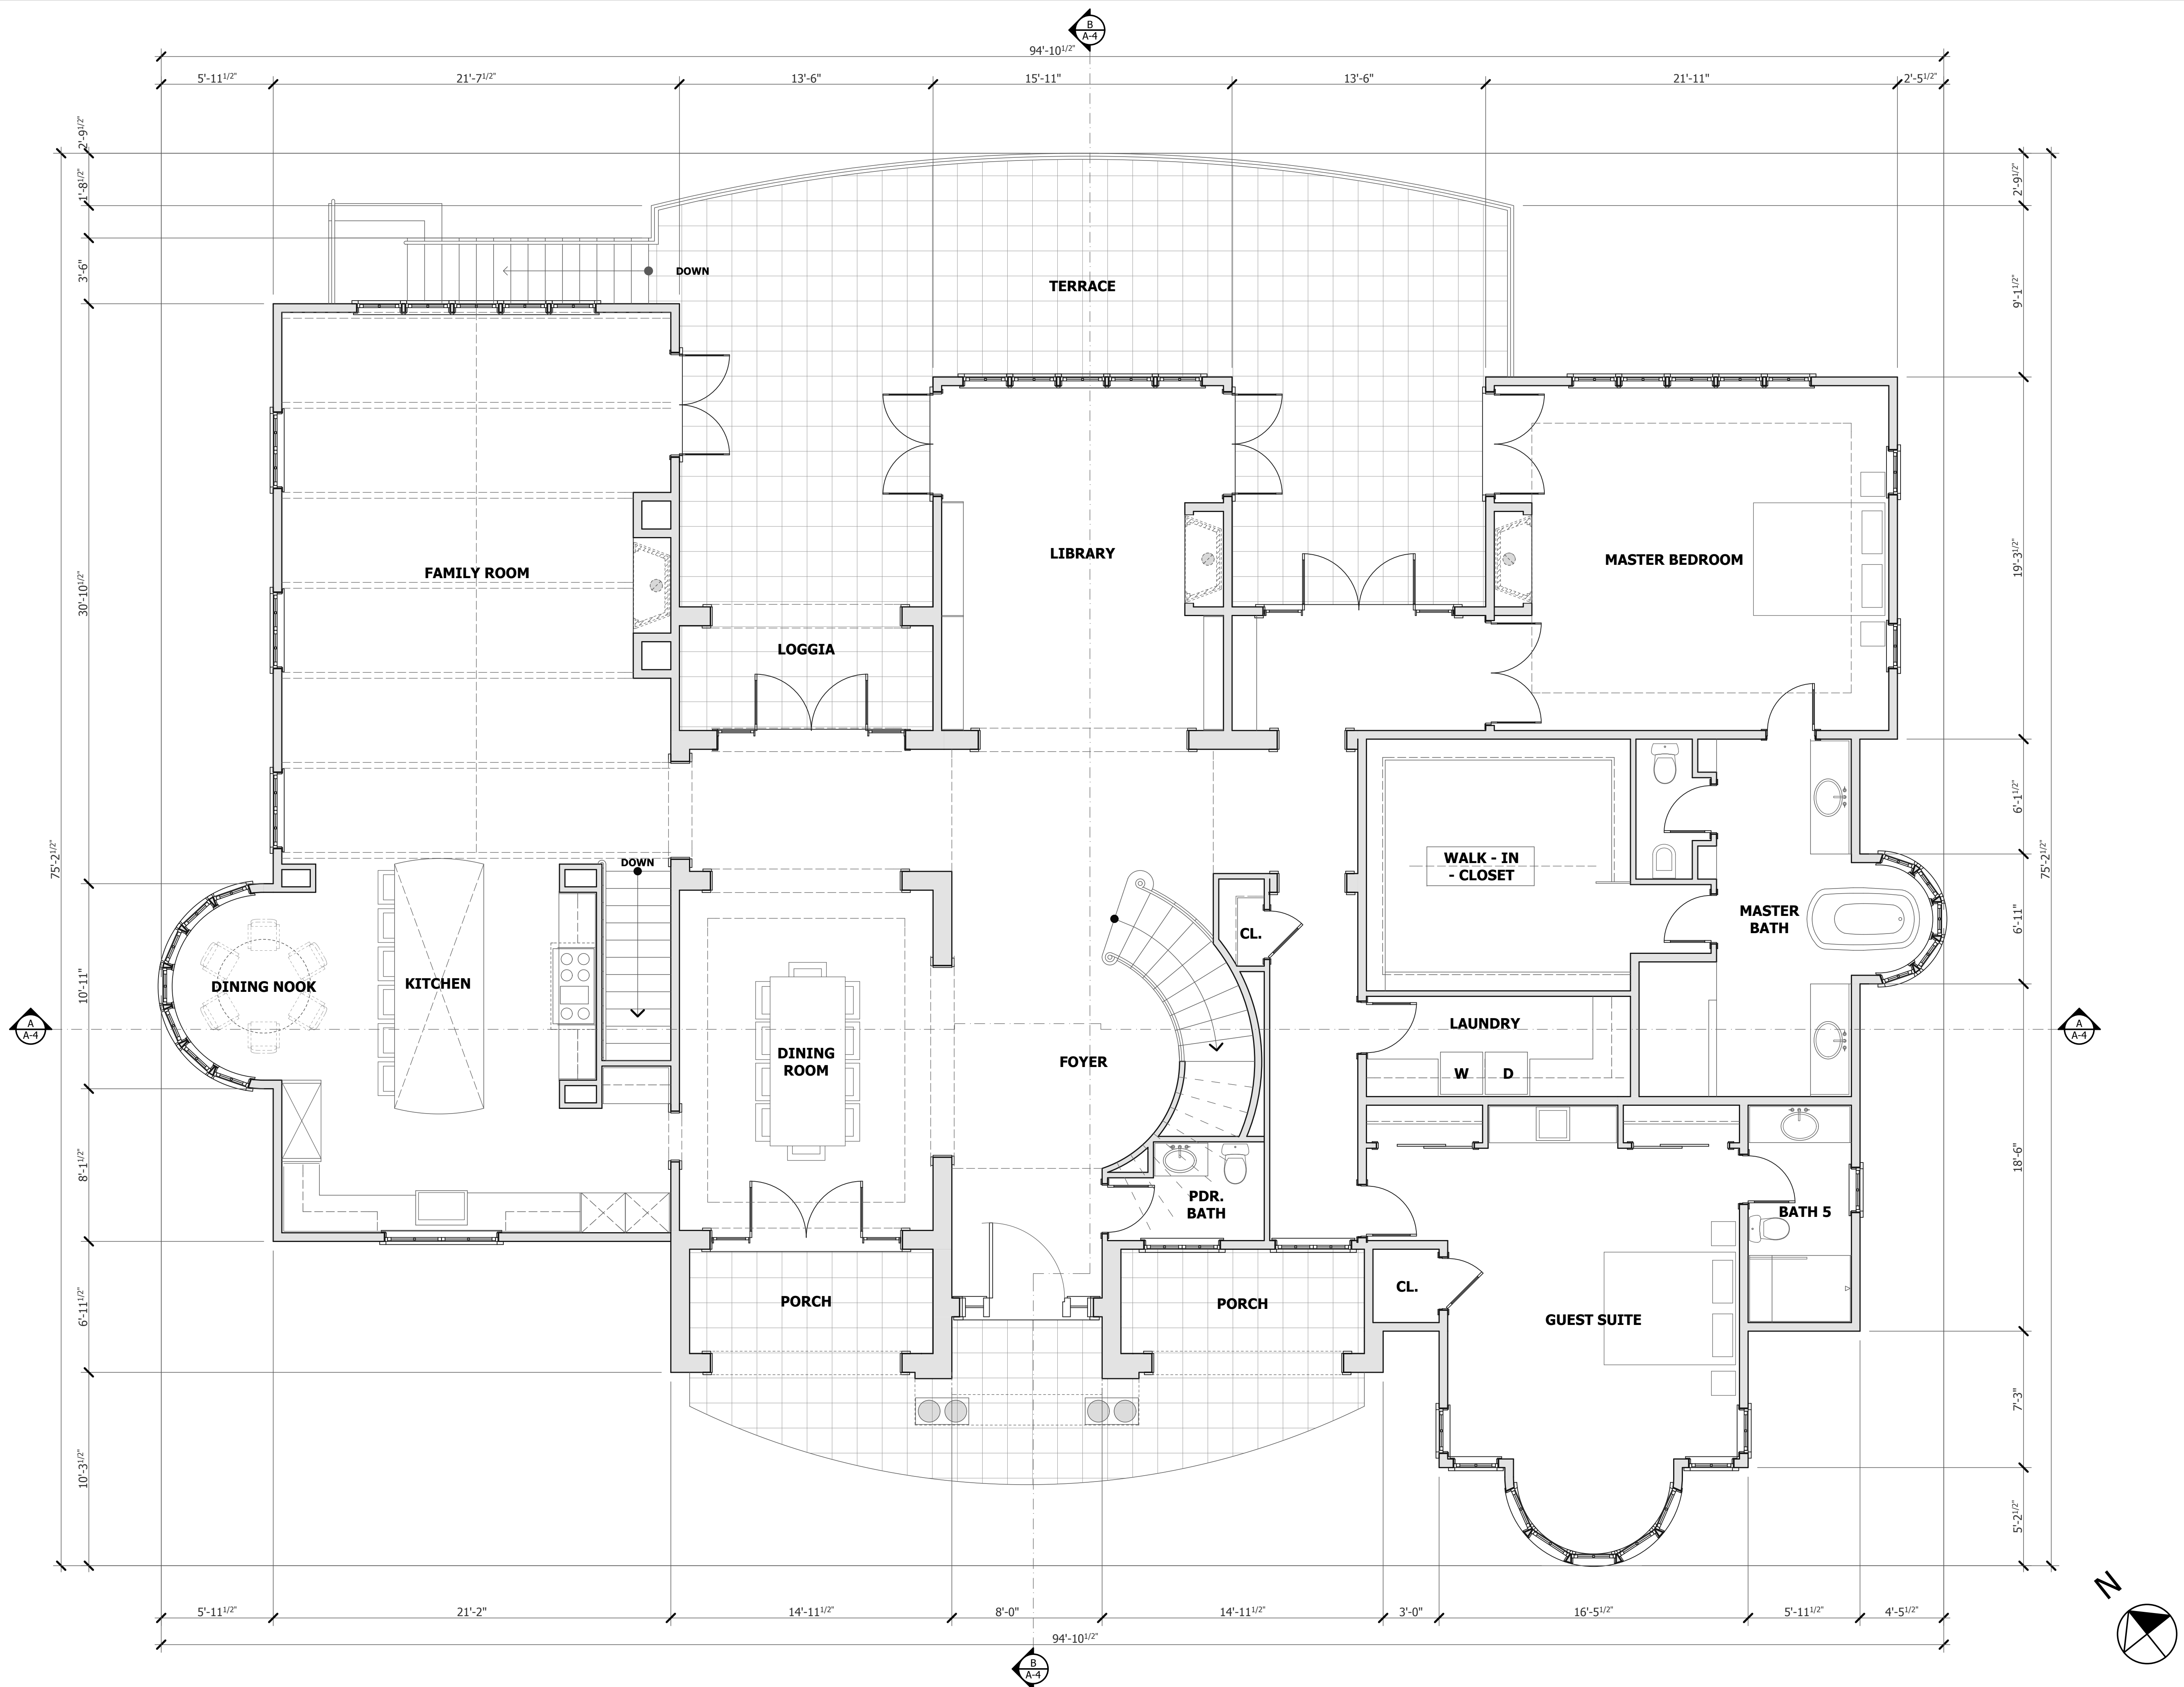 B
A-4
94'-10 1/2"
5'-11 1/2"
21'-7 1/2"
13'-6"
15'-11"
13'-6"
21'-11"
2'-5 1/2"
2'-9 1/2"
1'-8 1/2"
2'-9 1/2"
3'-6"
DOWN
TERRACE
9'-1 1/2"
FAMILY ROOM
LIBRARY
MASTER BEDROOM
30'-10 1/2"
19'-3 1/2"
LOGGIA
6'-1 1/2"
75'-2 1/2"
DOWN
WALK - IN
- CLOSET
75'-2 1/2"
MASTER
BATH
6'-11"
CL.
DINING NOOK
KITCHEN
10'-11"
A
A-4
LAUNDRY
A
A-4
DINING
ROOM
FOYER
W
D
8'-1 1/2"
18'-6"
PDR.
BATH
BATH 5
6'-11 1/2"
PORCH
PORCH
CL.
GUEST SUITE
7'-3"
10'-3 1/2"
5'-2 1/2"
N
5'-11 1/2"
21'-2"
14'-11 1/2"
8'-0"
14'-11 1/2"
3'-0"
16'-5 1/2"
5'-11 1/2"
4'-5 1/2"
94'-10 1/2"
B
A-4